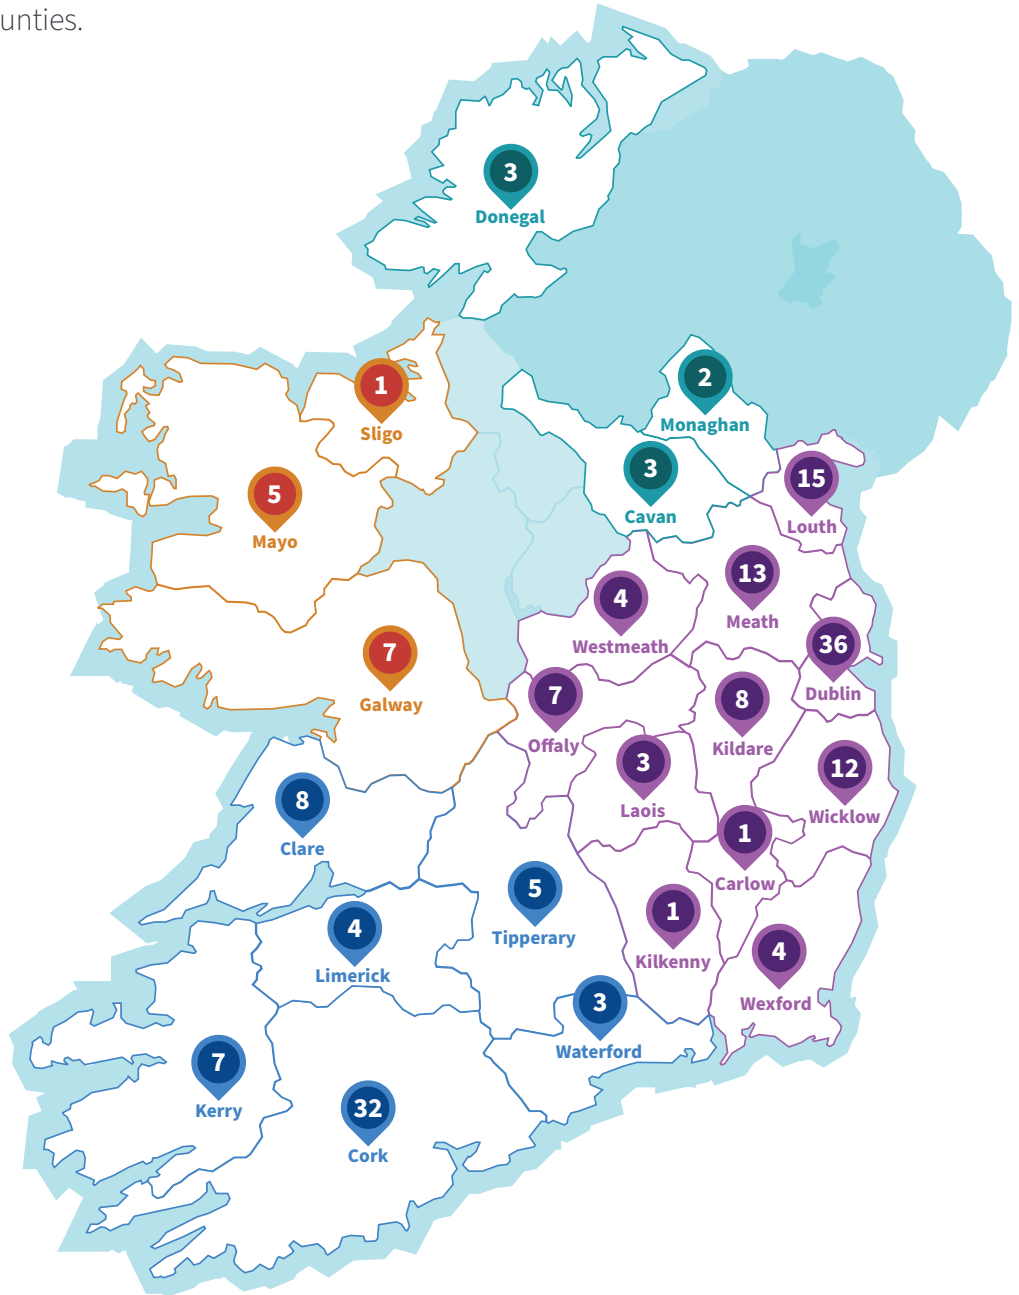 unties.
3
Donegal
1
Sligo
2
Monaghan
5
Mayo
3
Cavan
15
Louth
13
Meath
4
Westmeath
36
Dublin
7
Galway
7
Offaly
8
Kildare
3
Laois
12
Wicklow
8
Clare
1
Carlow
5
Tipperary
1
Kilkenny
4
Limerick
4
Wexford
3
Waterford
7
Kerry
32
Cork